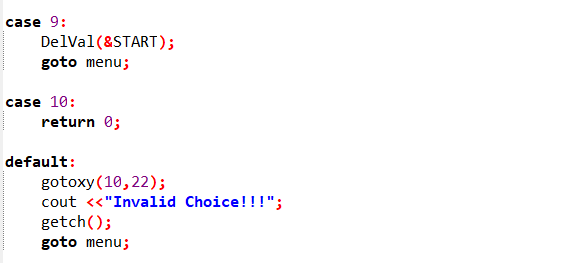 case 9:
DelVal(&START);
goto menu;
case 10:
return 0;
default:
gotoxy(10,22);
cout <<"Invalid Choice!!!";
getch();
goto menu;